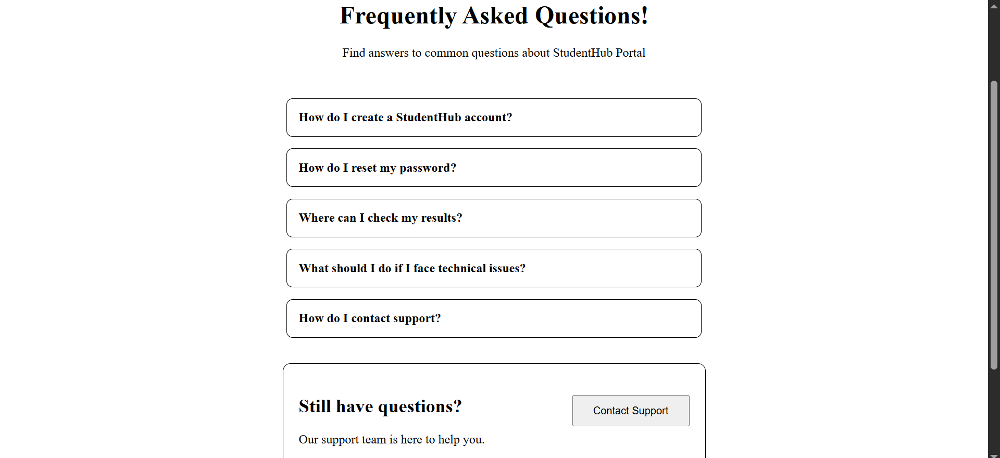 Frequently Asked Questions!
Find answers to common questions about StudentHub Portal
How do I create a StudentHub account?
How do I reset my password?
Where can I check my results?
What should I do if I face technical issues?
How do I contact support?
Still have questions?
Contact Support
Our support team is here to help you.